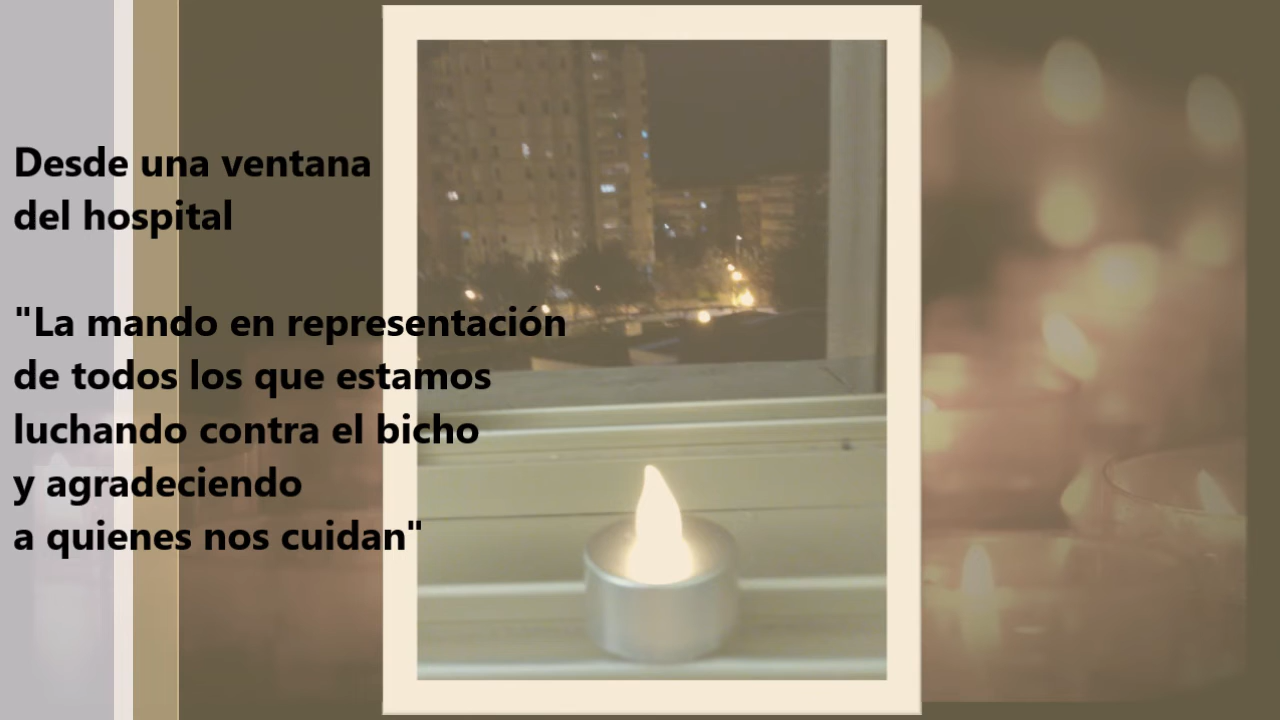 Desde una ventana
del hospital
"La mando en representación
de todos los que estamos
luchando contra el bicho
y agradeciendo
a quienes nos cuidan"